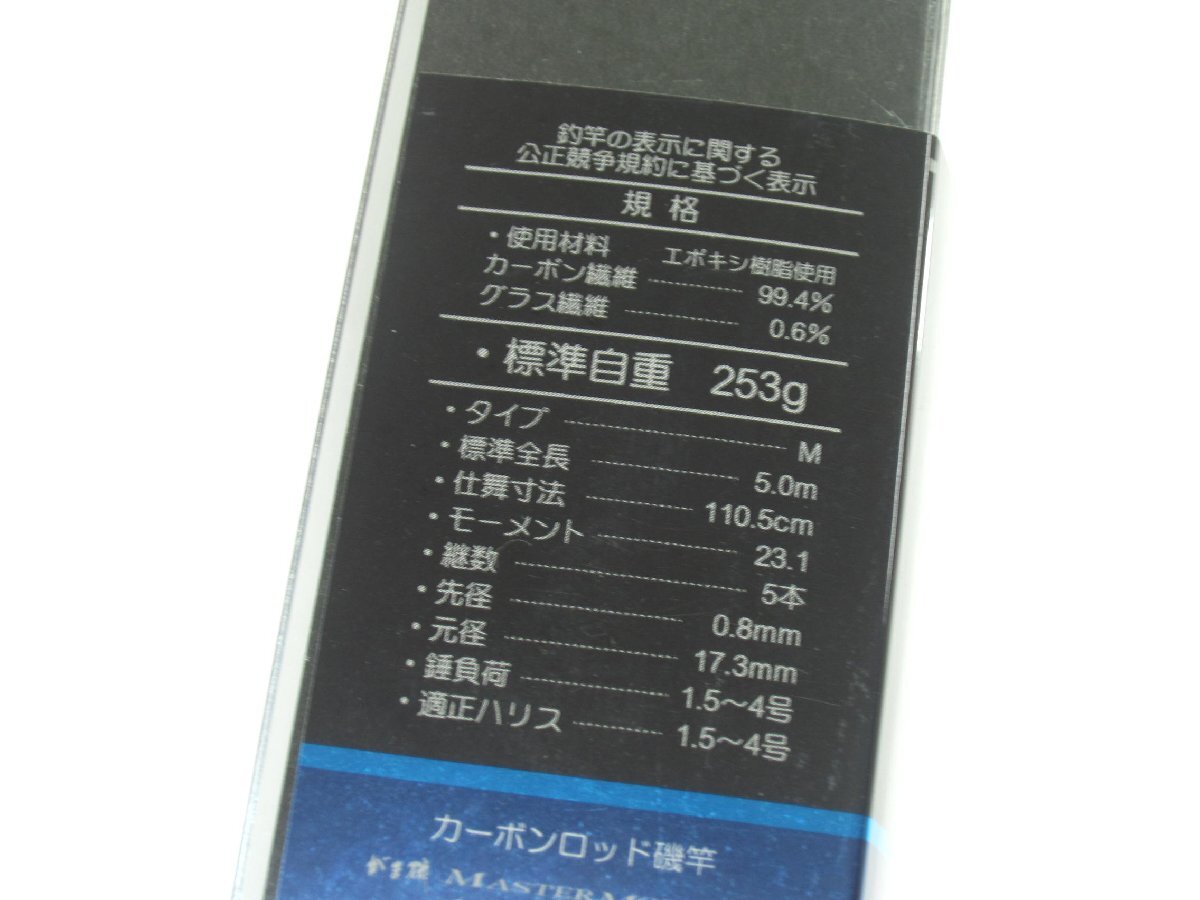 釣竿の表示に関する
公正競争規約に基づく表示
規 格
・使用材料 エポキシ樹脂使用
カーボン繊維 99.4%
グラス繊維 0.6%
・標準自重 253g
・タイプ M
・標準全長 5.0m
・仕舞寸法 110.5cm
・モーメント 23.1
・継数 5本
・先径 0.8mm
・元径 17.3mm
・錘負荷 1.5～4号
・適正ハリス 1.5～4号
カーボンロッド磯竿
がま磯 MASTERM